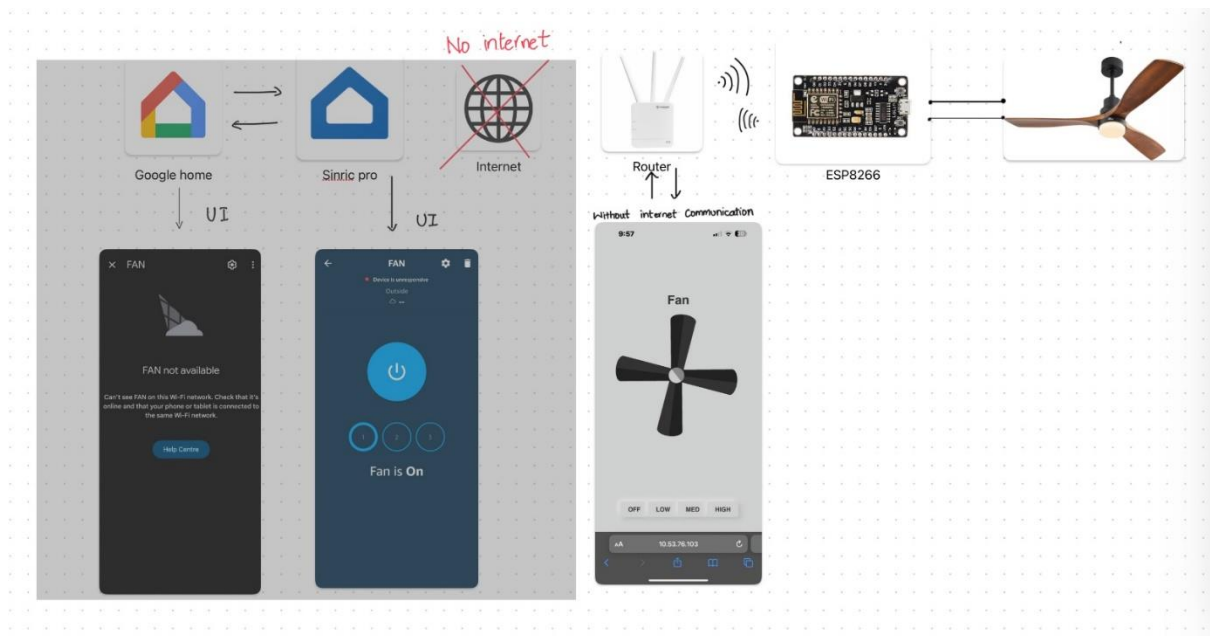 No internet
Google home
Sinric pro
Internet
Router
ESP8266
UI
UI
Without internet Communication
FAN
FAN not available
Can't see FAN on this Wi-Fi network. Check that it's
online and that your phone or tablet is connected to
the same Wi-Fi network.
Help Centre
FAN
Device is unresponsive
Outside
--
1
2
3
Fan is On
9:57
Fan
OFF LOW MED HIGH
AA 10.53.76.103